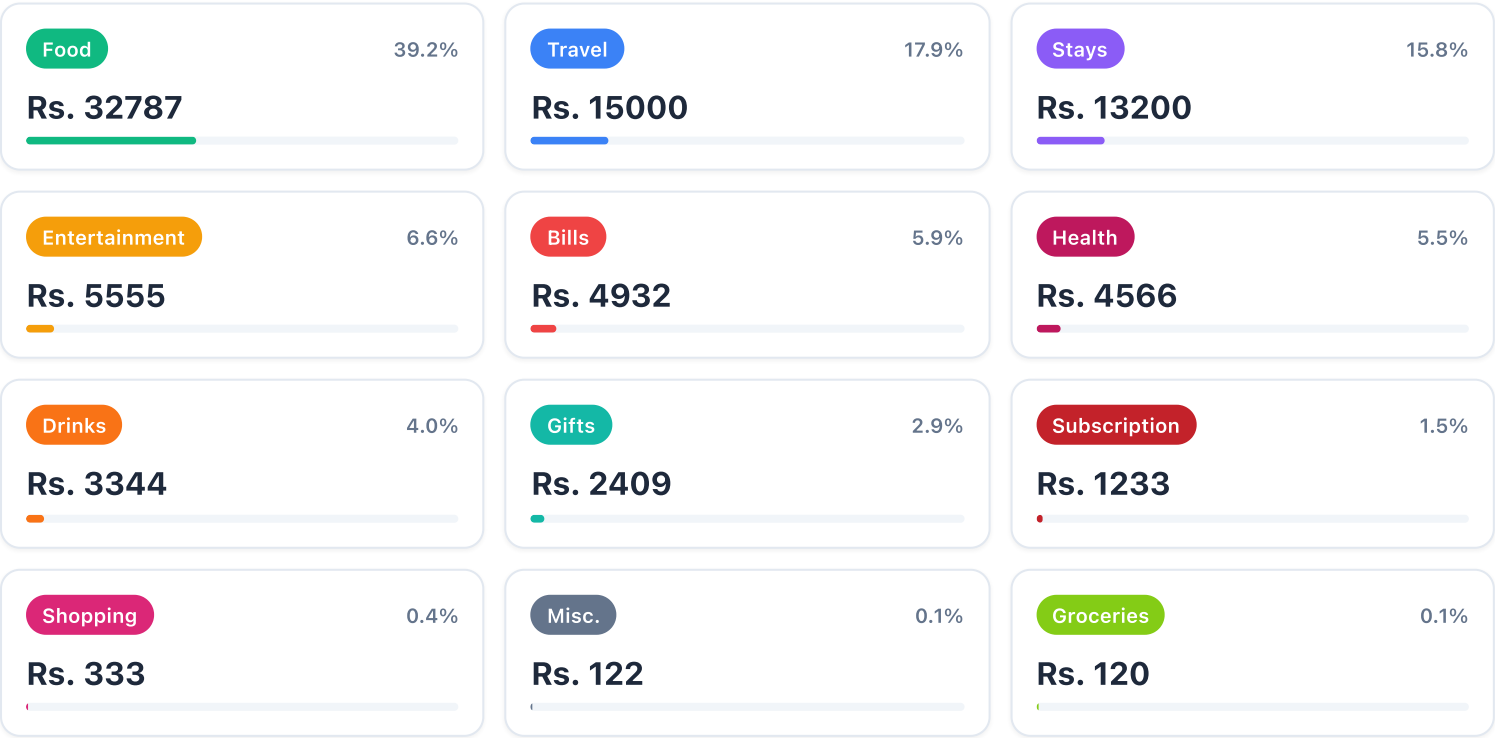 Food 39.2%
Rs. 32787
Travel 17.9%
Rs. 15000
Stays 15.8%
Rs. 13200
Entertainment 6.6%
Rs. 5555
Bills 5.9%
Rs. 4932
Health 5.5%
Rs. 4566
Drinks 4.0%
Rs. 3344
Gifts 2.9%
Rs. 2409
Subscription 1.5%
Rs. 1233
Shopping 0.4%
Rs. 333
Misc. 0.1%
Rs. 122
Groceries 0.1%
Rs. 120